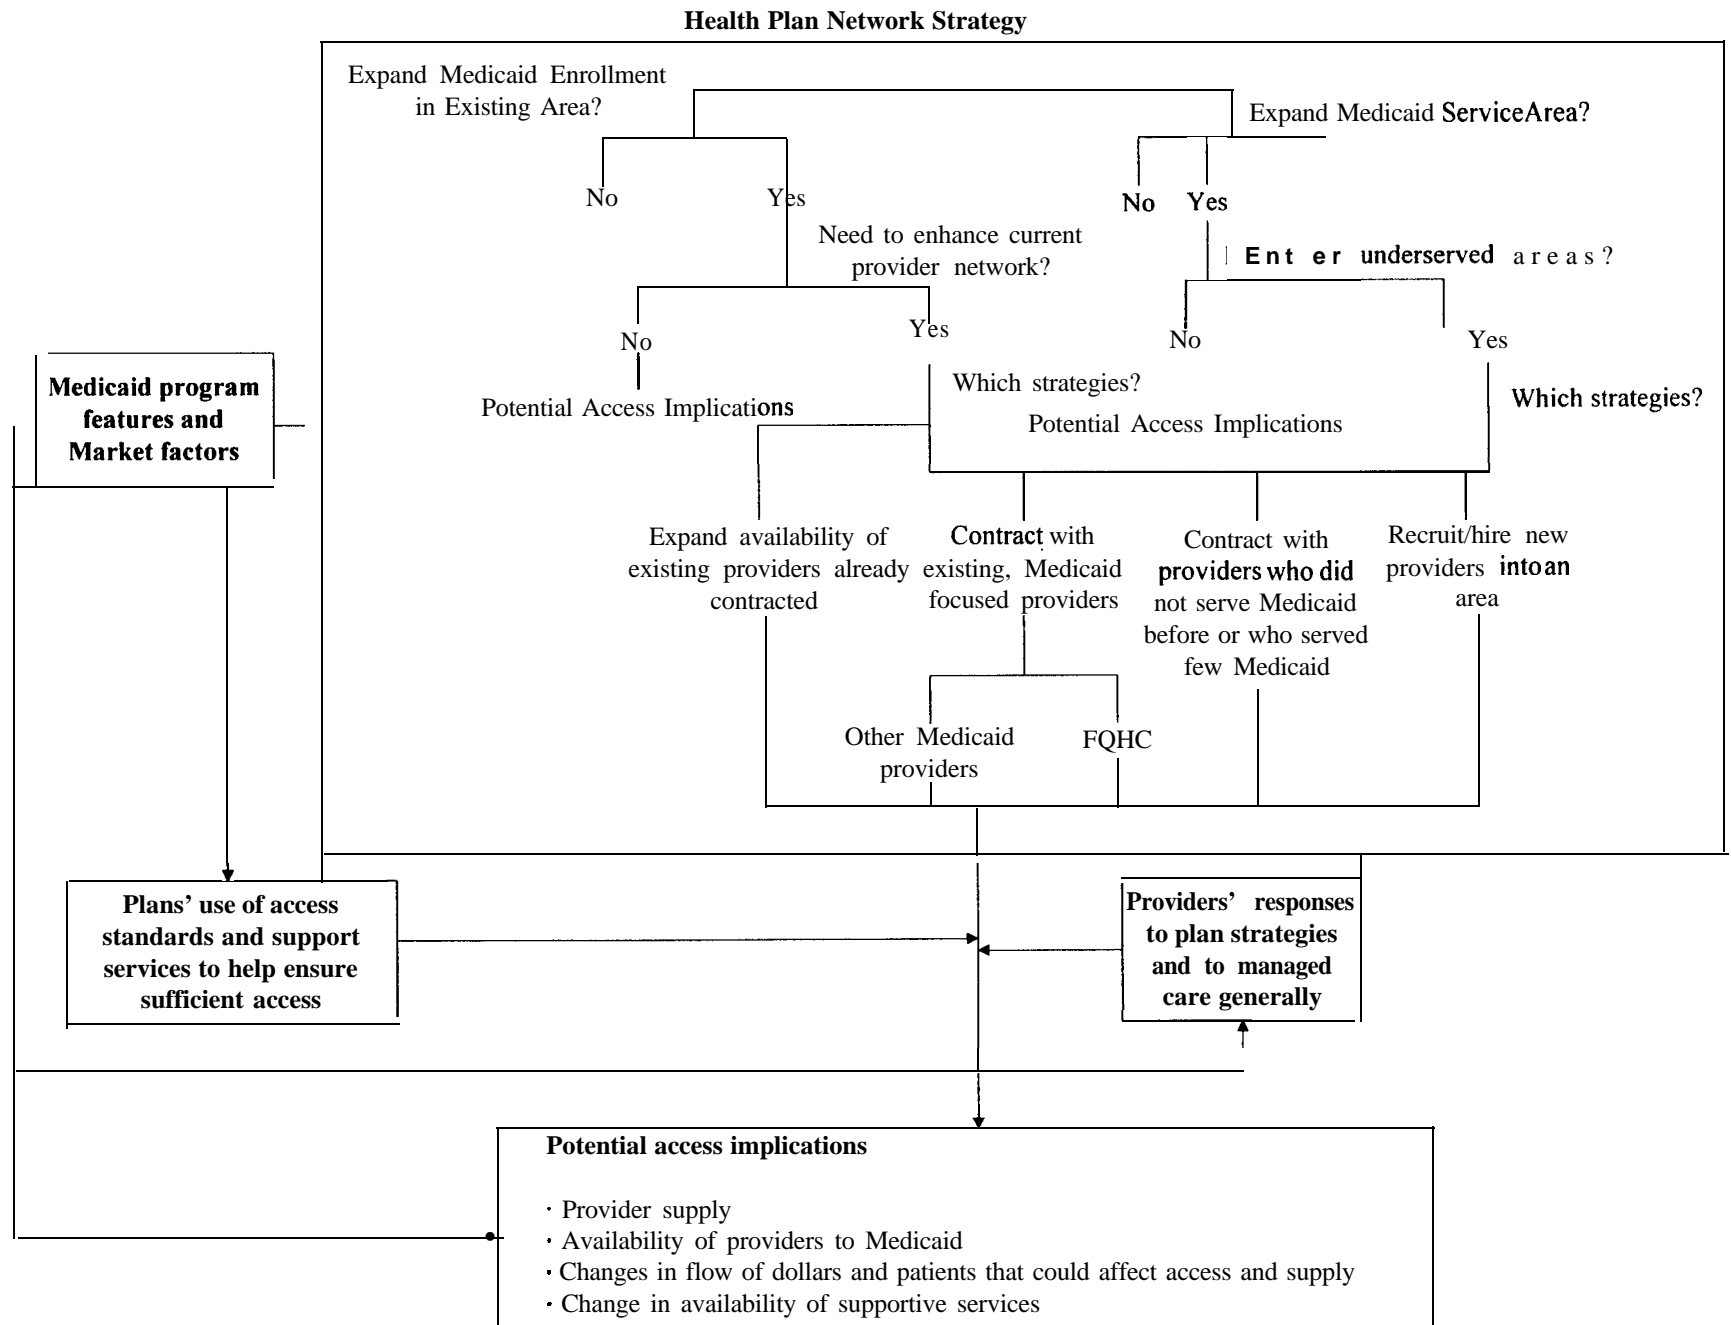 Health Plan Network Strategy
Expand Medicaid Enrollment
in Existing Area?
Expand Medicaid ServiceArea?
No
Yes
No
Yes
Need to enhance current
provider network?
Enter underserved areas?
No
Yes
No
Yes
Medicaid program
features and
Market factors
Potential Access Implications
Which strategies?
Potential Access Implications
Which strategies?
Expand availability of
existing providers already
contracted
Contract with
existing, Medicaid
focused providers
Contract with
providers who did
not serve Medicaid
before or who served
few Medicaid
Recruit/hire new
providers into an
area
Other Medicaid
providers
FQHC
Plans' use of access
standards and support
services to help ensure
sufficient access
Providers' responses
to plan strategies
and to managed
care generally
Potential access implications
· Provider supply
· Availability of providers to Medicaid
· Changes in flow of dollars and patients that could affect access and supply
· Change in availability of supportive services